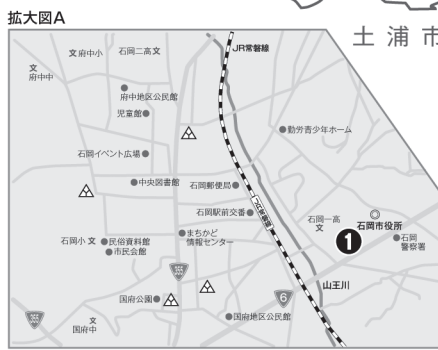 拡大図A
土浦市
文府中小
石岡二高文
JR常磐線
文
府中中
府中地区公民館
児童館
勤労青少年ホーム
石岡イベント広場
中央図書館
石岡郵便局
石岡駅前交番
石岡一高
文
石岡市役所
1
石岡
警察署
石岡小文
民俗資料館
市民会館
まちかど
情報センター
355
山王川
国府公園
6
355
文
国府中
国府地区公民館